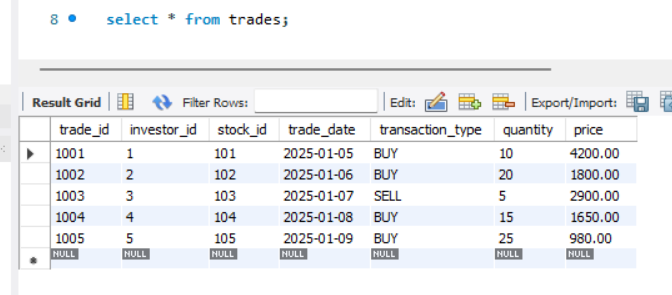 8 select * from trades;
Result Grid Filter Rows: Edit: Export/Import:
trade_id investor_id stock_id trade_date transaction_type quantity price
1001 1 101 2025-01-05 BUY 10 4200.00
1002 2 102 2025-01-06 BUY 20 1800.00
1003 3 103 2025-01-07 SELL 5 2900.00
1004 4 104 2025-01-08 BUY 15 1650.00
1005 5 105 2025-01-09 BUY 25 980.00
NULL NULL NULL NULL NULL NULL NULL